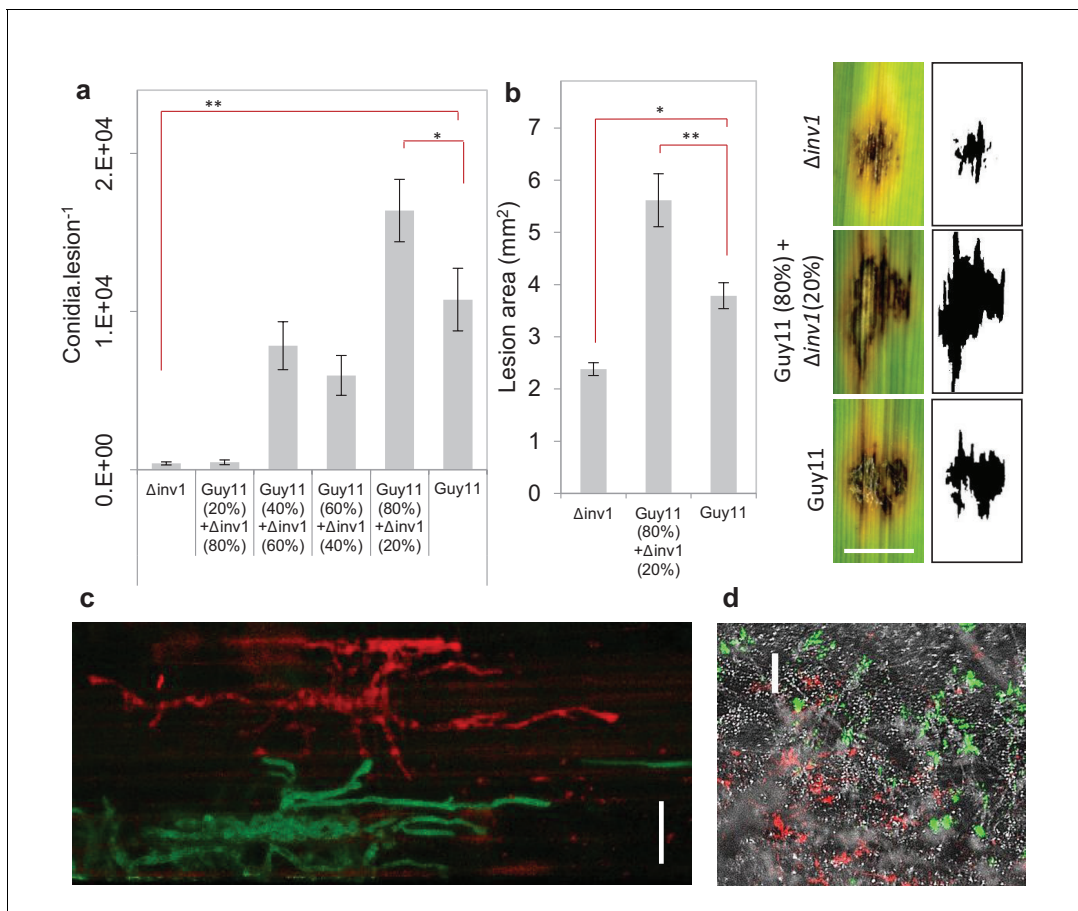 a
**
*
Conidia.lesion-1
2.E+04
1.E+04
0.E+00
Δinv1
Guy11
(20%)
+Δinv1
(80%)
Guy11
(40%)
+Δinv1
(60%)
Guy11
(60%)
+Δinv1
(40%)
Guy11
(80%)
+Δinv1
(20%)
Guy11
b
*
**
Lesion area (mm2)
7
6
5
4
3
2
1
0
Δinv1
Guy11
(80%)
+Δinv1
(20%)
Guy11
Δinv1
Guy11 (80%) +
Δinv1(20%)
Guy11
c
d